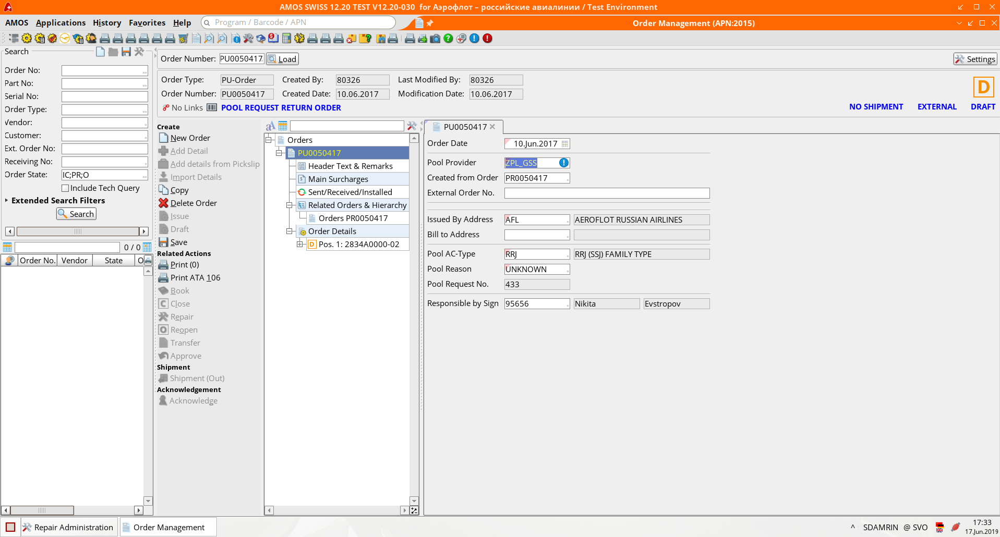 AMOS SWISS 12.20 TEST V12.20-030 for Аэрофлот – российские авиалинии / Test Environment
AMOS Applications History Favorites Help Program / Barcode / APN
Order Management (APN:2015)
Search
Order Number: PU0050417 Load
Settings
Order No:
Part No:
Serial No:
Order Type:
Vendor:
Customer:
Ext. Order No:
Receiving No:
Order State: IC;PR;O
Include Tech Query
Extended Search Filters
Search
0 / 0
Order No. Vendor State O
Order Type: PU-Order Created By: 80326 Last Modified By: 80326
Order Number: PU0050417 Created Date: 10.06.2017 Modification Date: 10.06.2017
No Links POOL REQUEST RETURN ORDER
D
NO SHIPMENT EXTERNAL DRAFT
Create
New Order
Add Detail
Add details from Pickslip
Import Details
Copy
Delete Order
Issue
Draft
Save
Related Actions
Print (0)
Print ATA 106
Book
Close
Repair
Reopen
Transfer
Approve
Shipment
Shipment (Out)
Acknowledgement
Acknowledge
Orders
PU0050417
Header Text & Remarks
Main Surcharges
Sent/Received/Installed
Related Orders & Hierarchy
Orders PR0050417
Order Details
D Pos. 1: 2834A0000-02
PU0050417
Order Date 10.Jun.2017
Pool Provider ZPL_GSS
Created from Order PR0050417
External Order No.
Issued By Address AFL AEROFLOT RUSSIAN AIRLINES
Bill to Address
Pool AC-Type RRJ RRJ (SSJ) FAMILY TYPE
Pool Reason UNKNOWN
Pool Request No. 433
Responsible by Sign 95656 Nikita Evstropov
Repair Administration Order Management
^ SDAMRIN @ SVO
17:33
17.Jun.2019